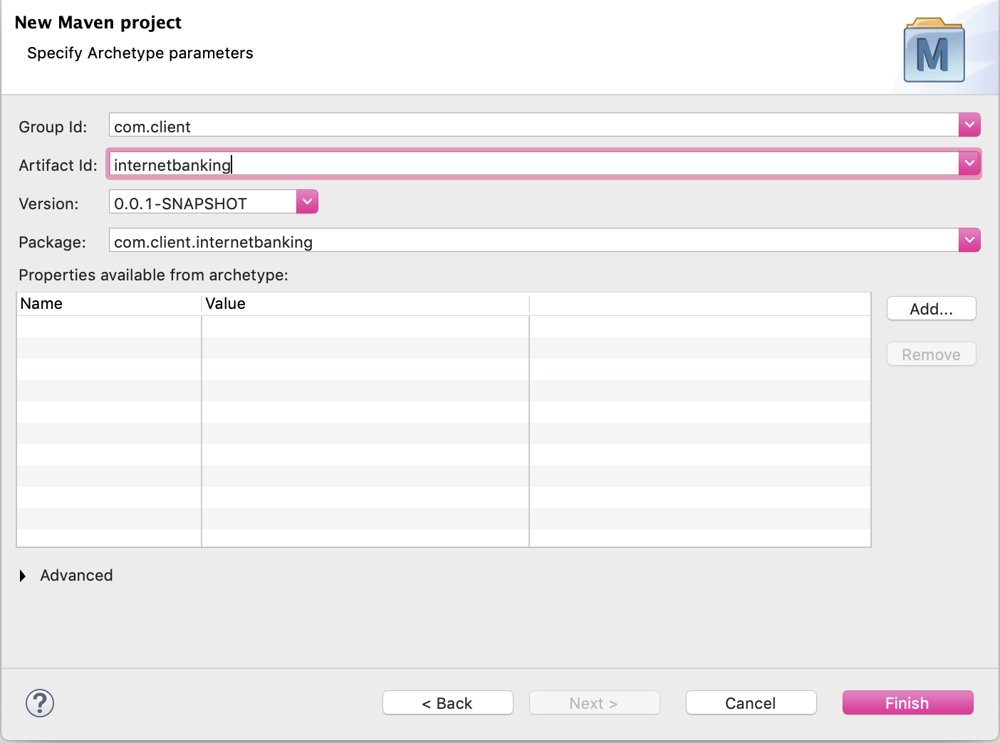 New Maven project
Specify Archetype parameters
M
Group Id: com.client
Artifact Id: internetbanking
Version: 0.0.1-SNAPSHOT
Package: com.client.internetbanking
Properties available from archetype:
Name Value
Add...
Remove
Advanced
? < Back Next > Cancel Finish